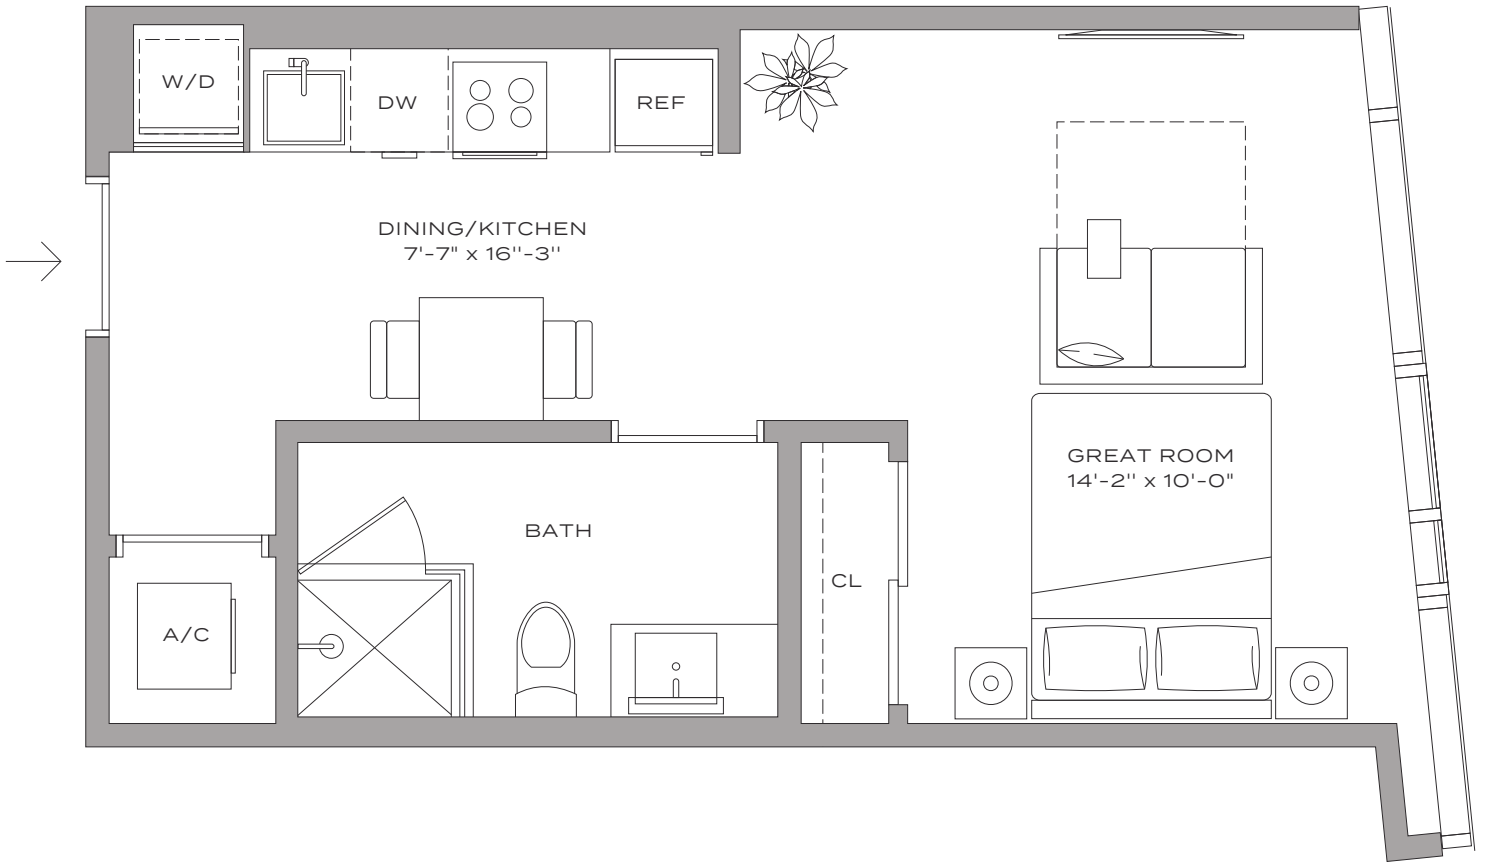 W/D
DW
REF
DINING/KITCHEN
7'-7" x 16''-3''
GREAT ROOM
14'-2'' x 10'-0"
BATH
CL
A/C